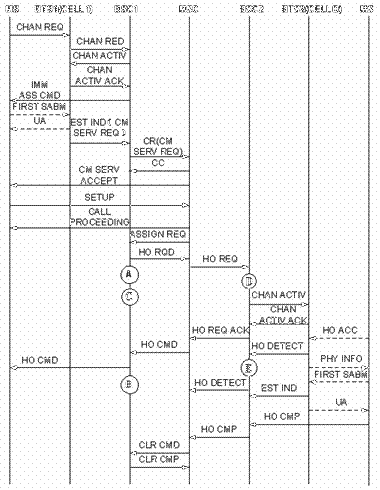 MS BTS1(CELL 1) BSC1 MSC BSC2 BTS2(CELL 2) MS
CHAN REQ
CHAN RED
CHAN ACTIV
CHAN
ACTIV ACK
IMM
ASS CMD
FIRST SABM
UA
EST IND( CM
SERV REQ )
CR(CM
SERV REQ)
CC
CM SERV
ACCEPT
SETUP
CALL
PROCEEDING
ASSIGN REQ
HO RQD
HO REQ
A
C
D
CHAN ACTIV
CHAN
ACTIV ACK
HO REQ ACK
HO ACC
HO CMD
HO DETECT
HO CMD
PHY INFO
FIRST SABM
B
HO DETECT
EST IND
UA
HO CMP
HO CMP
CLR CMD
CLR CMP